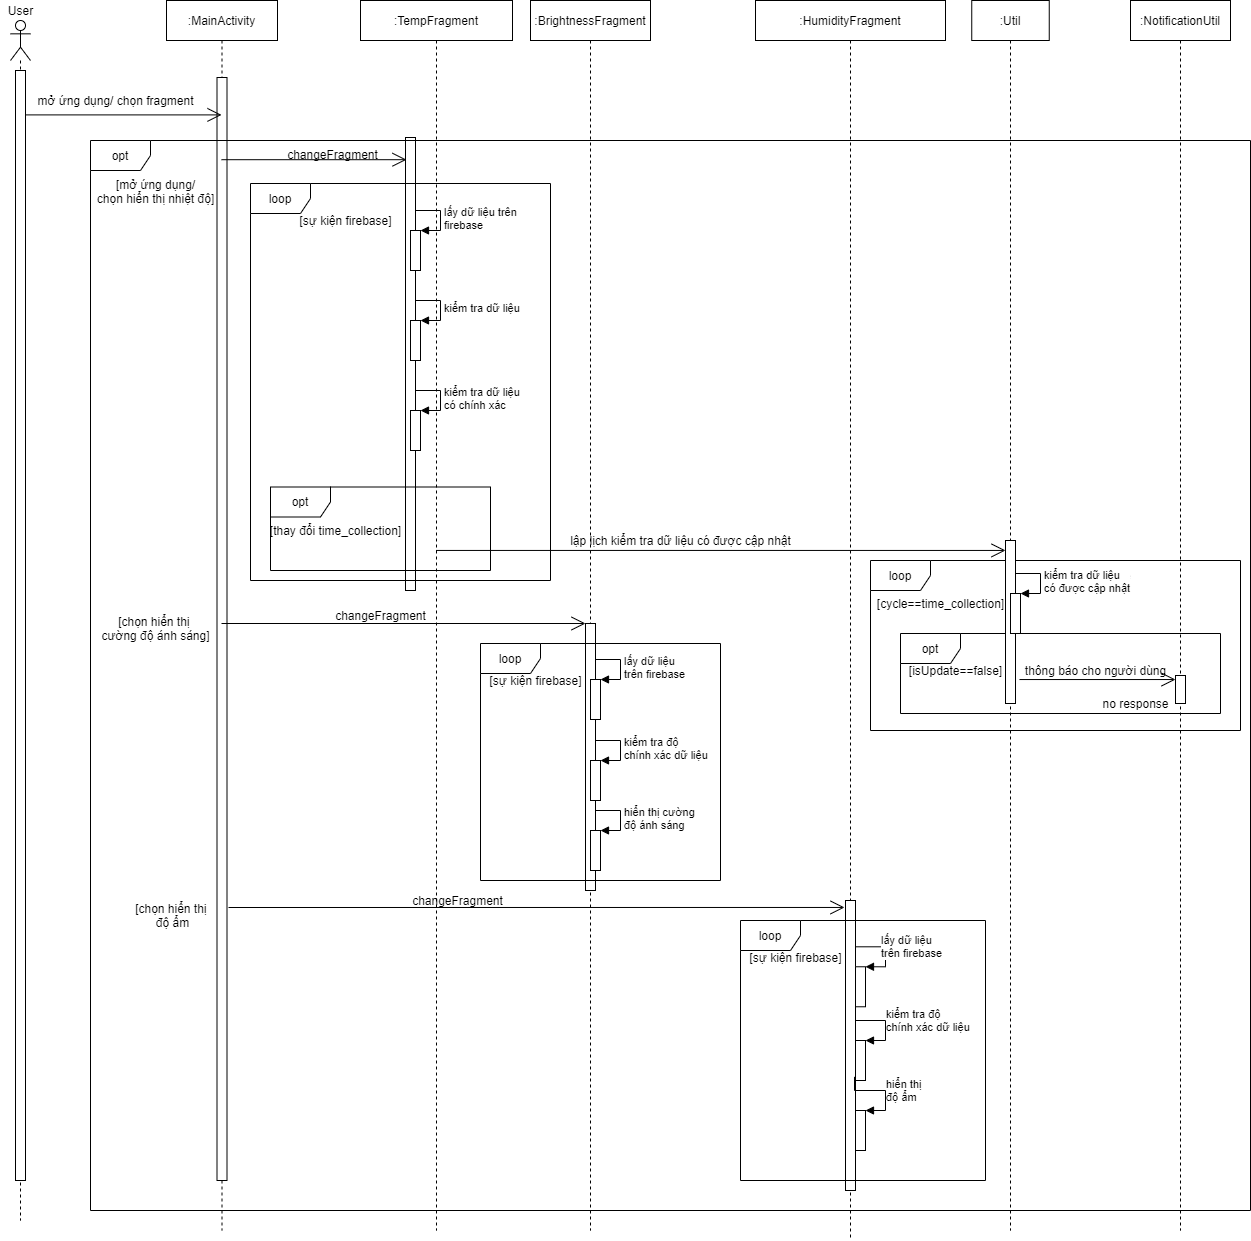 User
:MainActivity
:TempFragment
:BrightnessFragment
:HumidityFragment
:Util
:NotificationUtil
mở ứng dụng/ chọn fragment
opt
changeFragment
[mở ứng dụng/
chọn hiển thị nhiệt độ]
loop
[sự kiện firebase]
lấy dữ liệu trên
firebase
kiểm tra dữ liệu
kiểm tra dữ liệu
có chính xác
opt
[thay đổi time_collection]
lập lịch kiểm tra dữ liệu có được cập nhật
loop
[cycle==time_collection]
kiểm tra dữ liệu
có được cập nhật
[chọn hiển thị
cường độ ánh sáng]
changeFragment
loop
[sự kiện firebase]
lấy dữ liệu
trên firebase
opt
[isUpdate==false]
thông báo cho người dùng
no response
kiểm tra độ
chính xác dữ liệu
hiển thị cường
độ ánh sáng
[chọn hiển thị
độ ẩm
changeFragment
loop
[sự kiện firebase]
lấy dữ liệu
trên firebase
kiểm tra độ
chính xác dữ liệu
hiển thị
độ ẩm